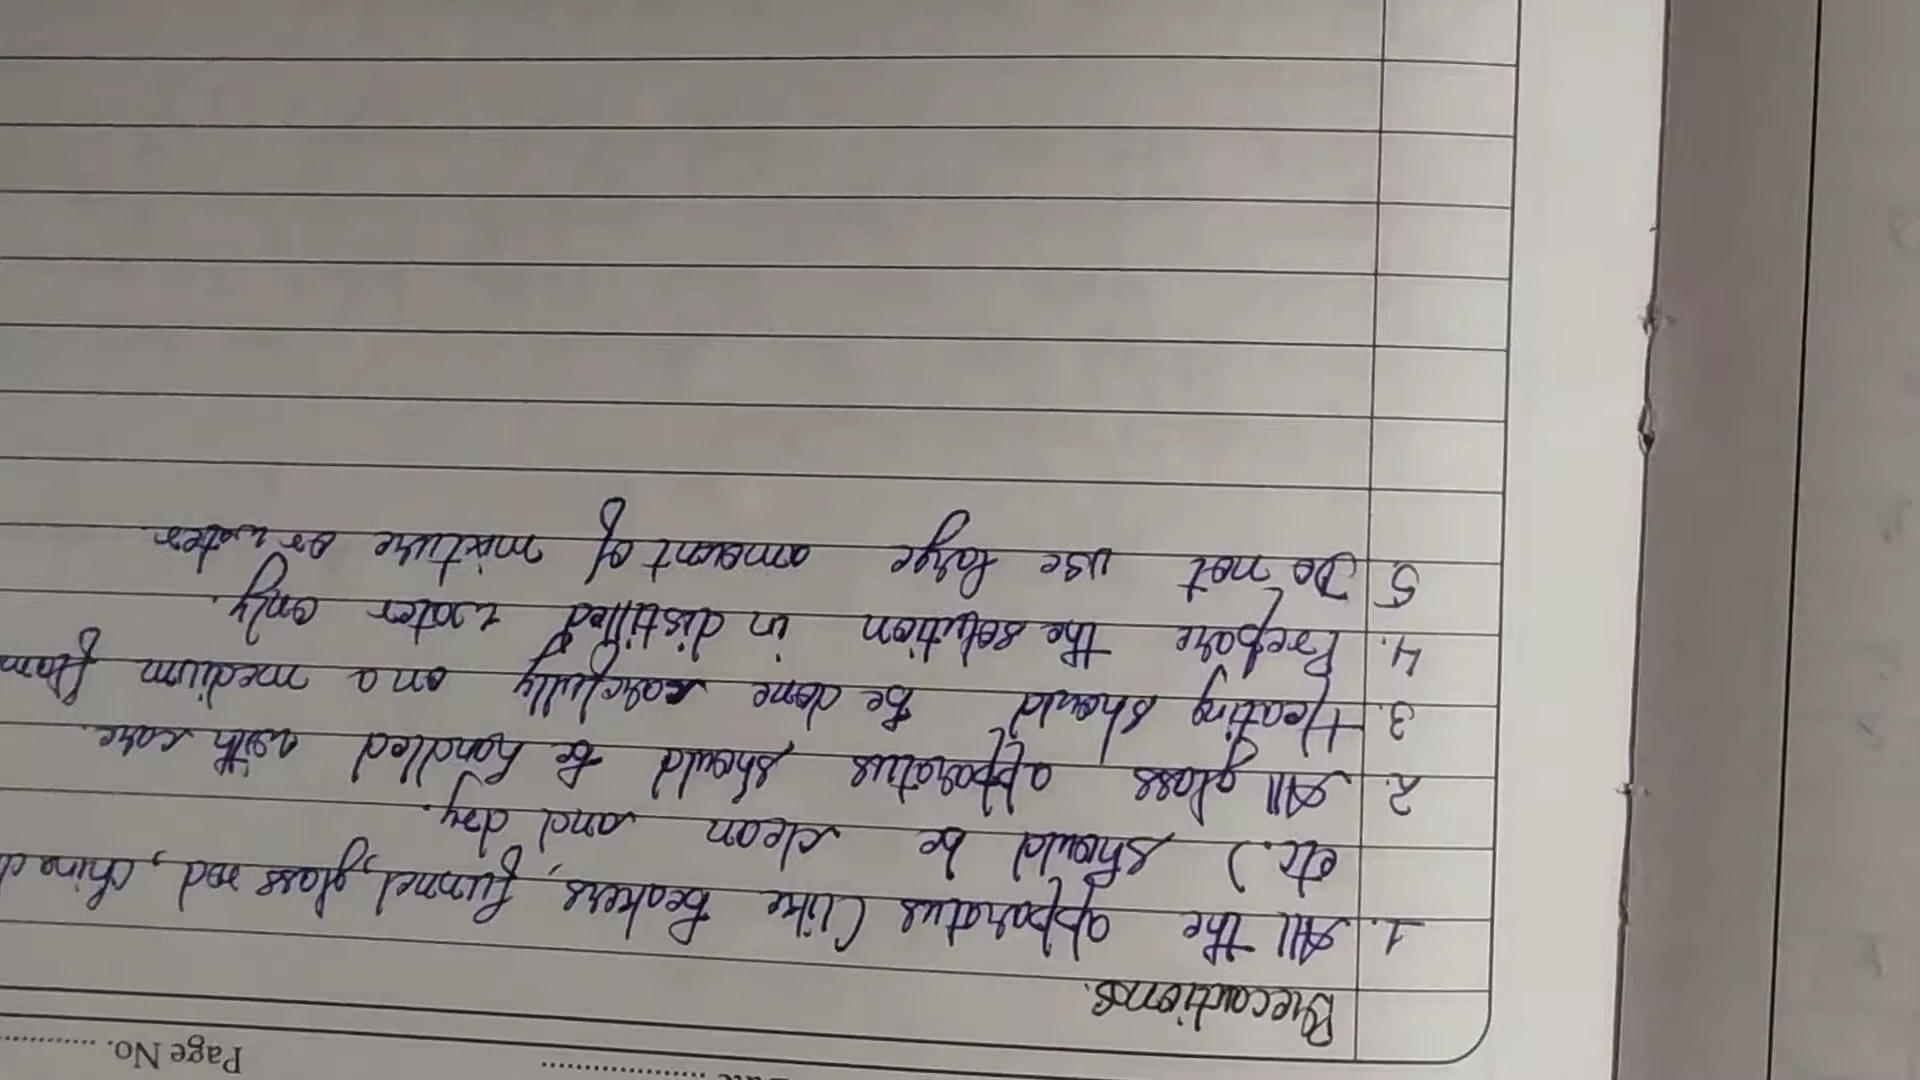 Page No. ............
Precautions.
1. All the apparatus (like Beakers, funnel, glass rod, china d
etc.) should be clean and dry.
2. All glass apparatus should be handled with care.
3. Heating should be done carefully on a medium flam
4. Prepare the solution in distilled water only.
5. Do not use large amount of mixture or water.